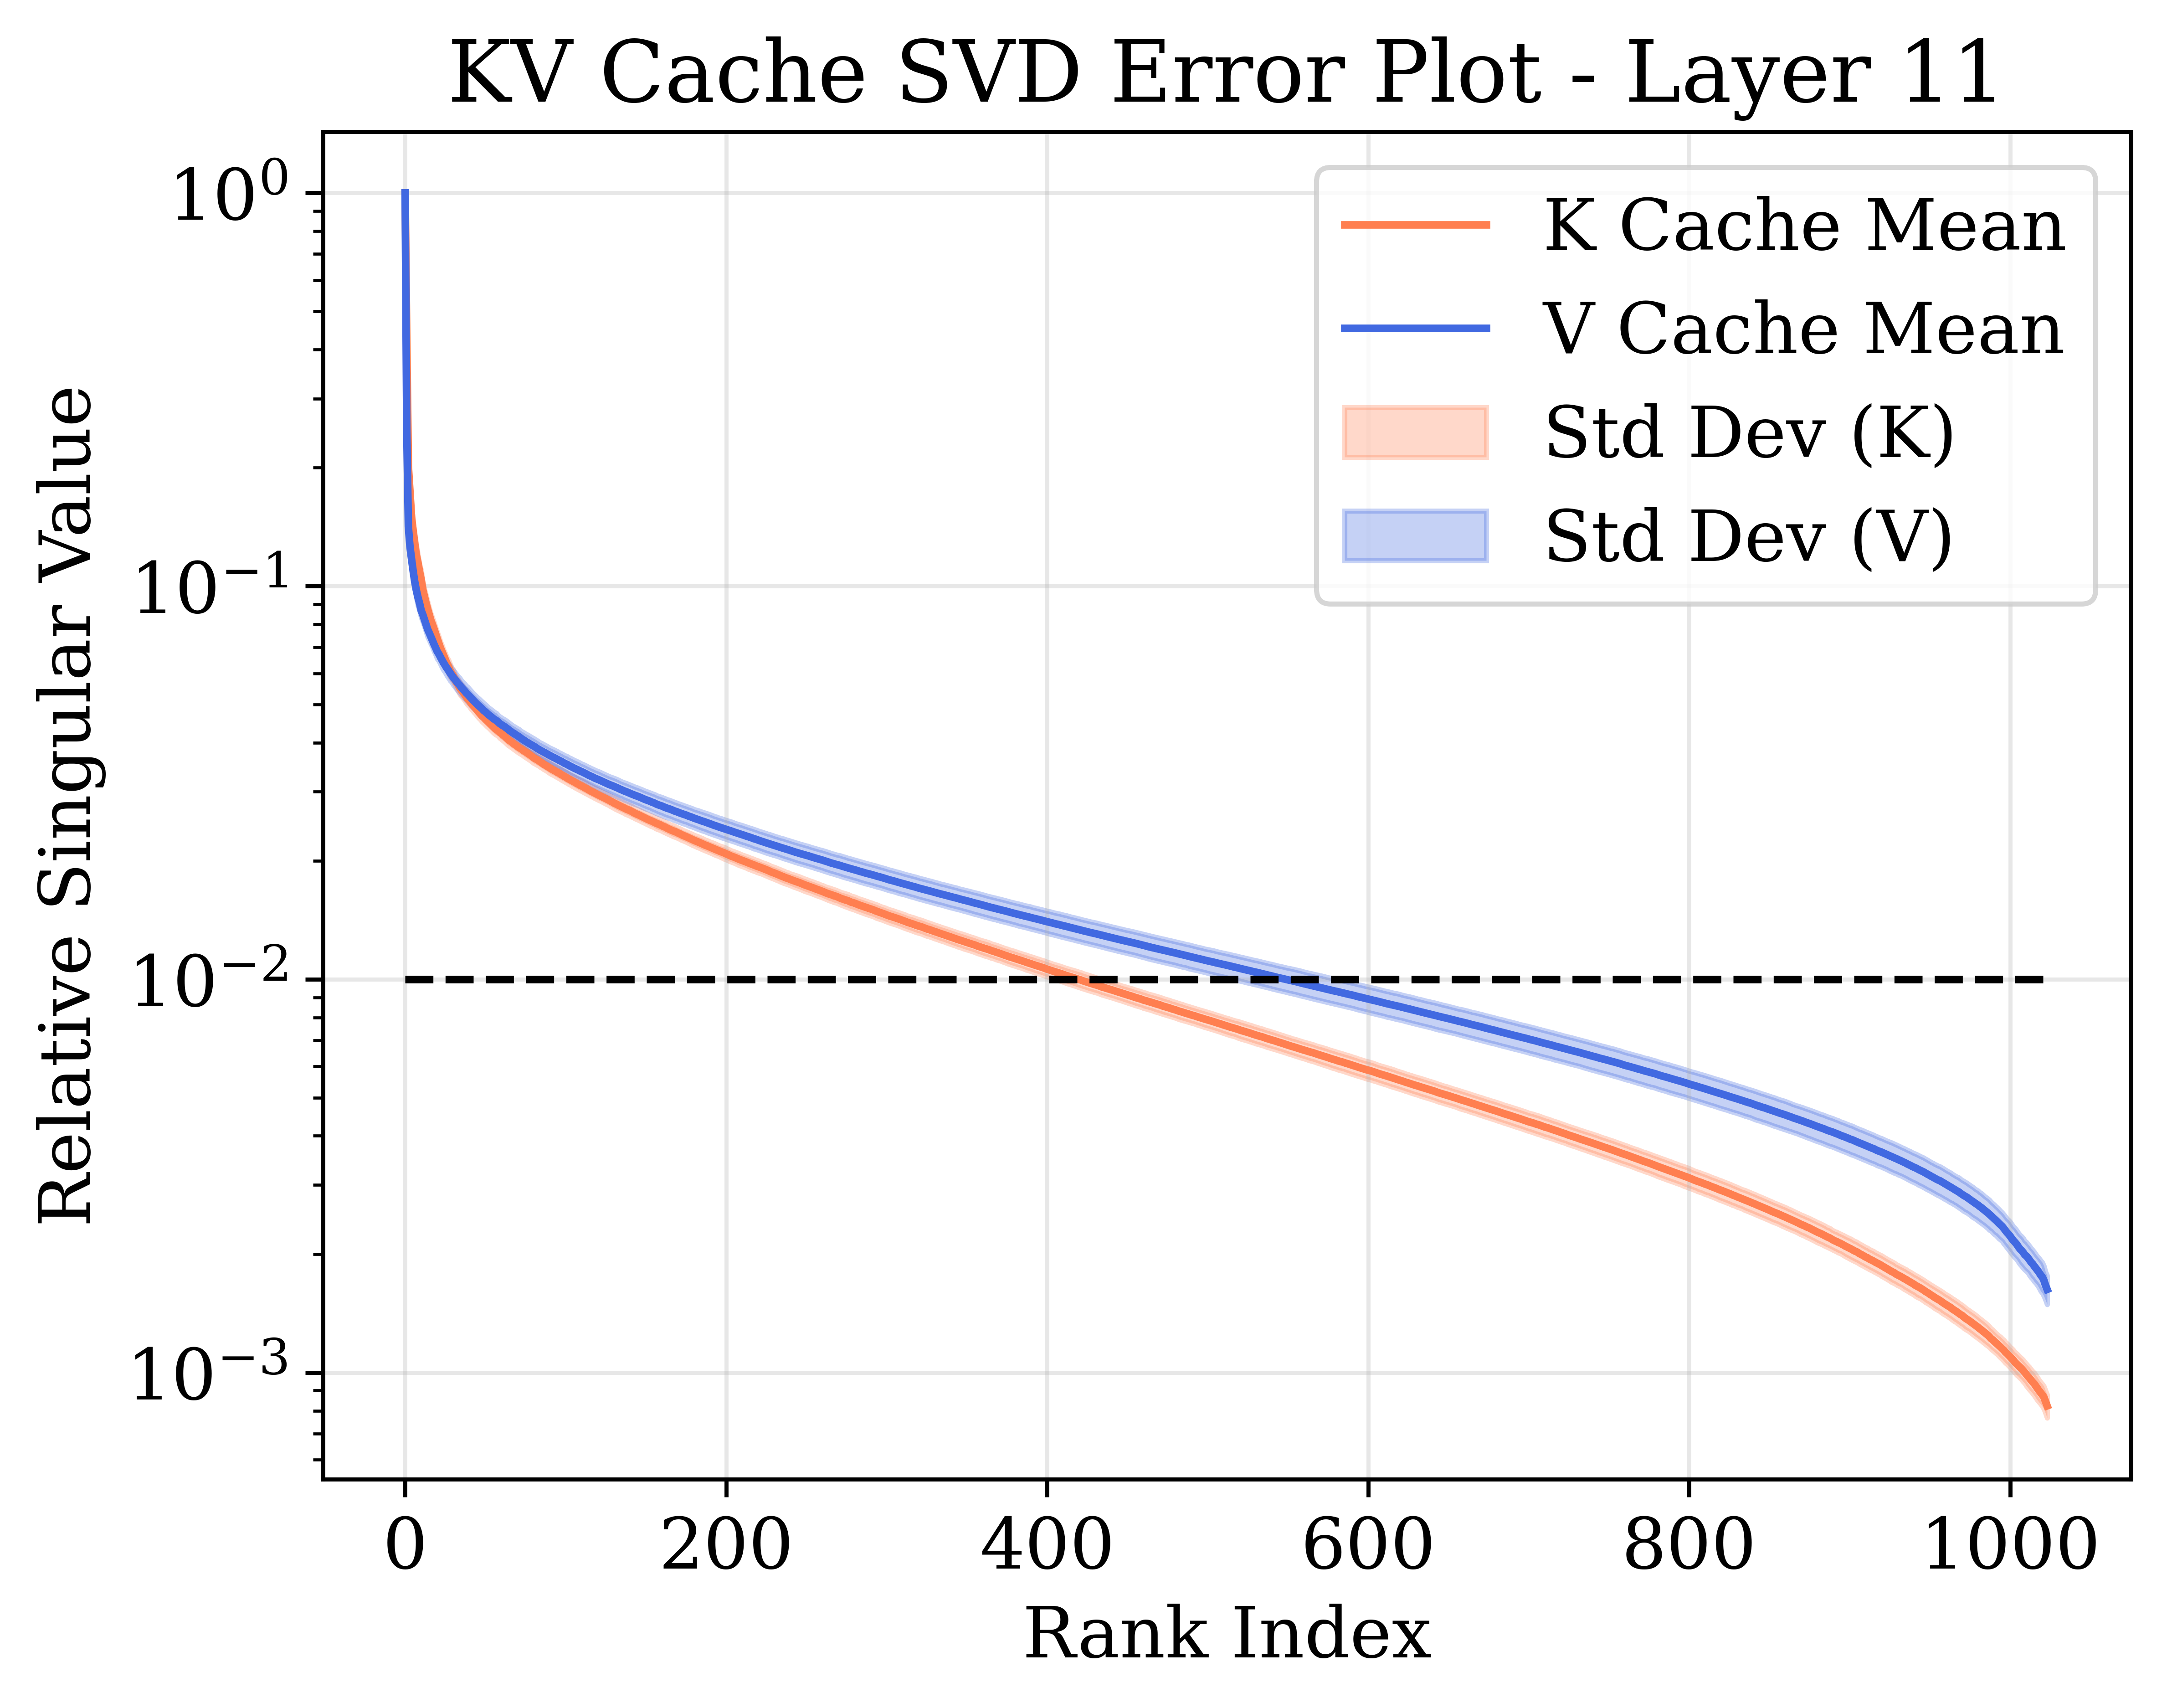 KV Cache SVD Error Plot - Layer 11
K Cache Mean
V Cache Mean
Std Dev (K)
Std Dev (V)
Relative Singular Value
10⁰
10⁻¹
10⁻²
10⁻³
0 200 400 600 800 1000
Rank Index